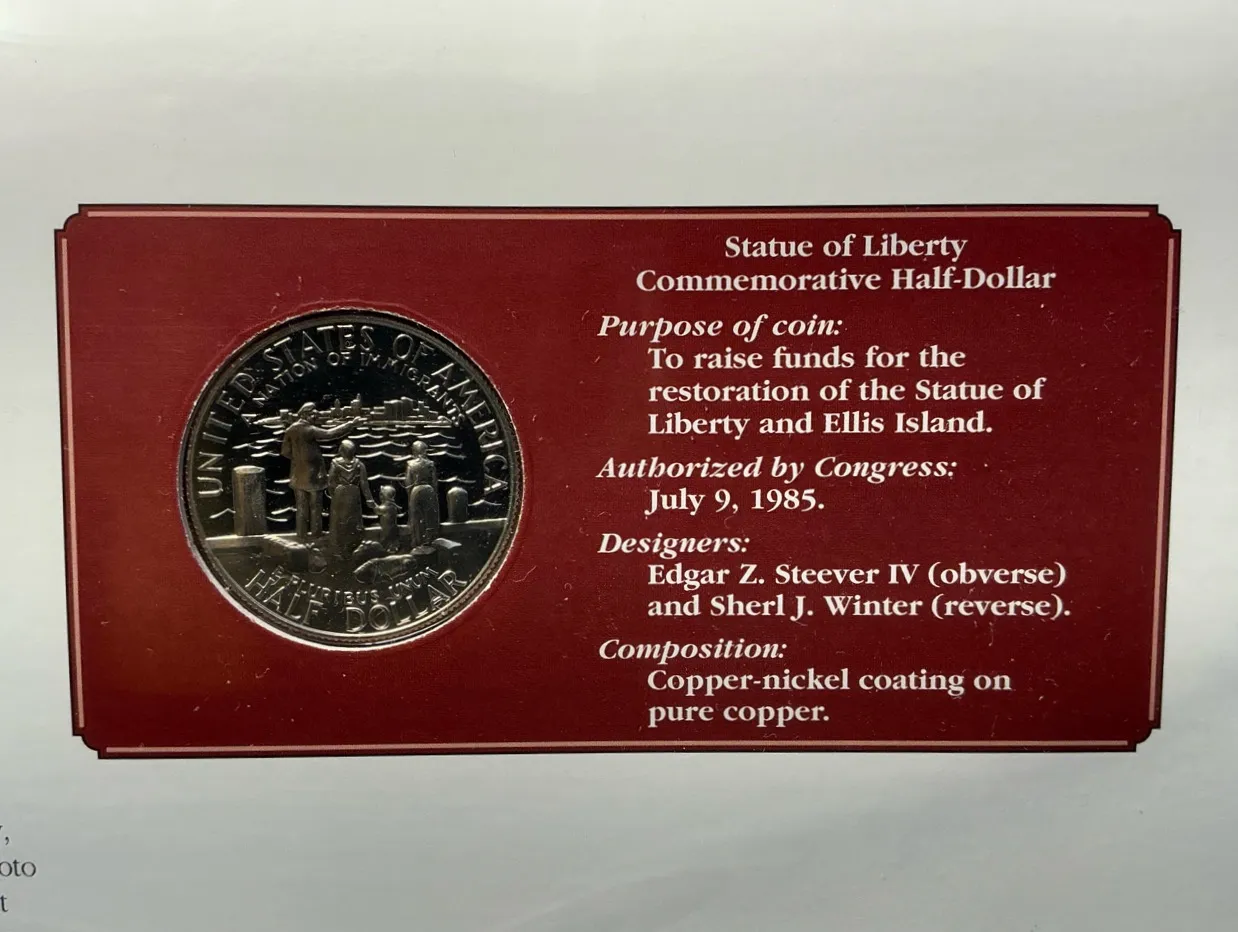 UNITED STATES OF AMERICA
A NATION OF IMMIGRANTS
E PLURIBUS UNUM
HALF DOLLAR
Statue of Liberty
Commemorative Half-Dollar
Purpose of coin:
To raise funds for the
restoration of the Statue of
Liberty and Ellis Island.
Authorized by Congress:
July 9, 1985.
Designers:
Edgar Z. Steever IV (obverse)
and Sherl J. Winter (reverse).
Composition:
Copper-nickel coating on
pure copper.
oto
t